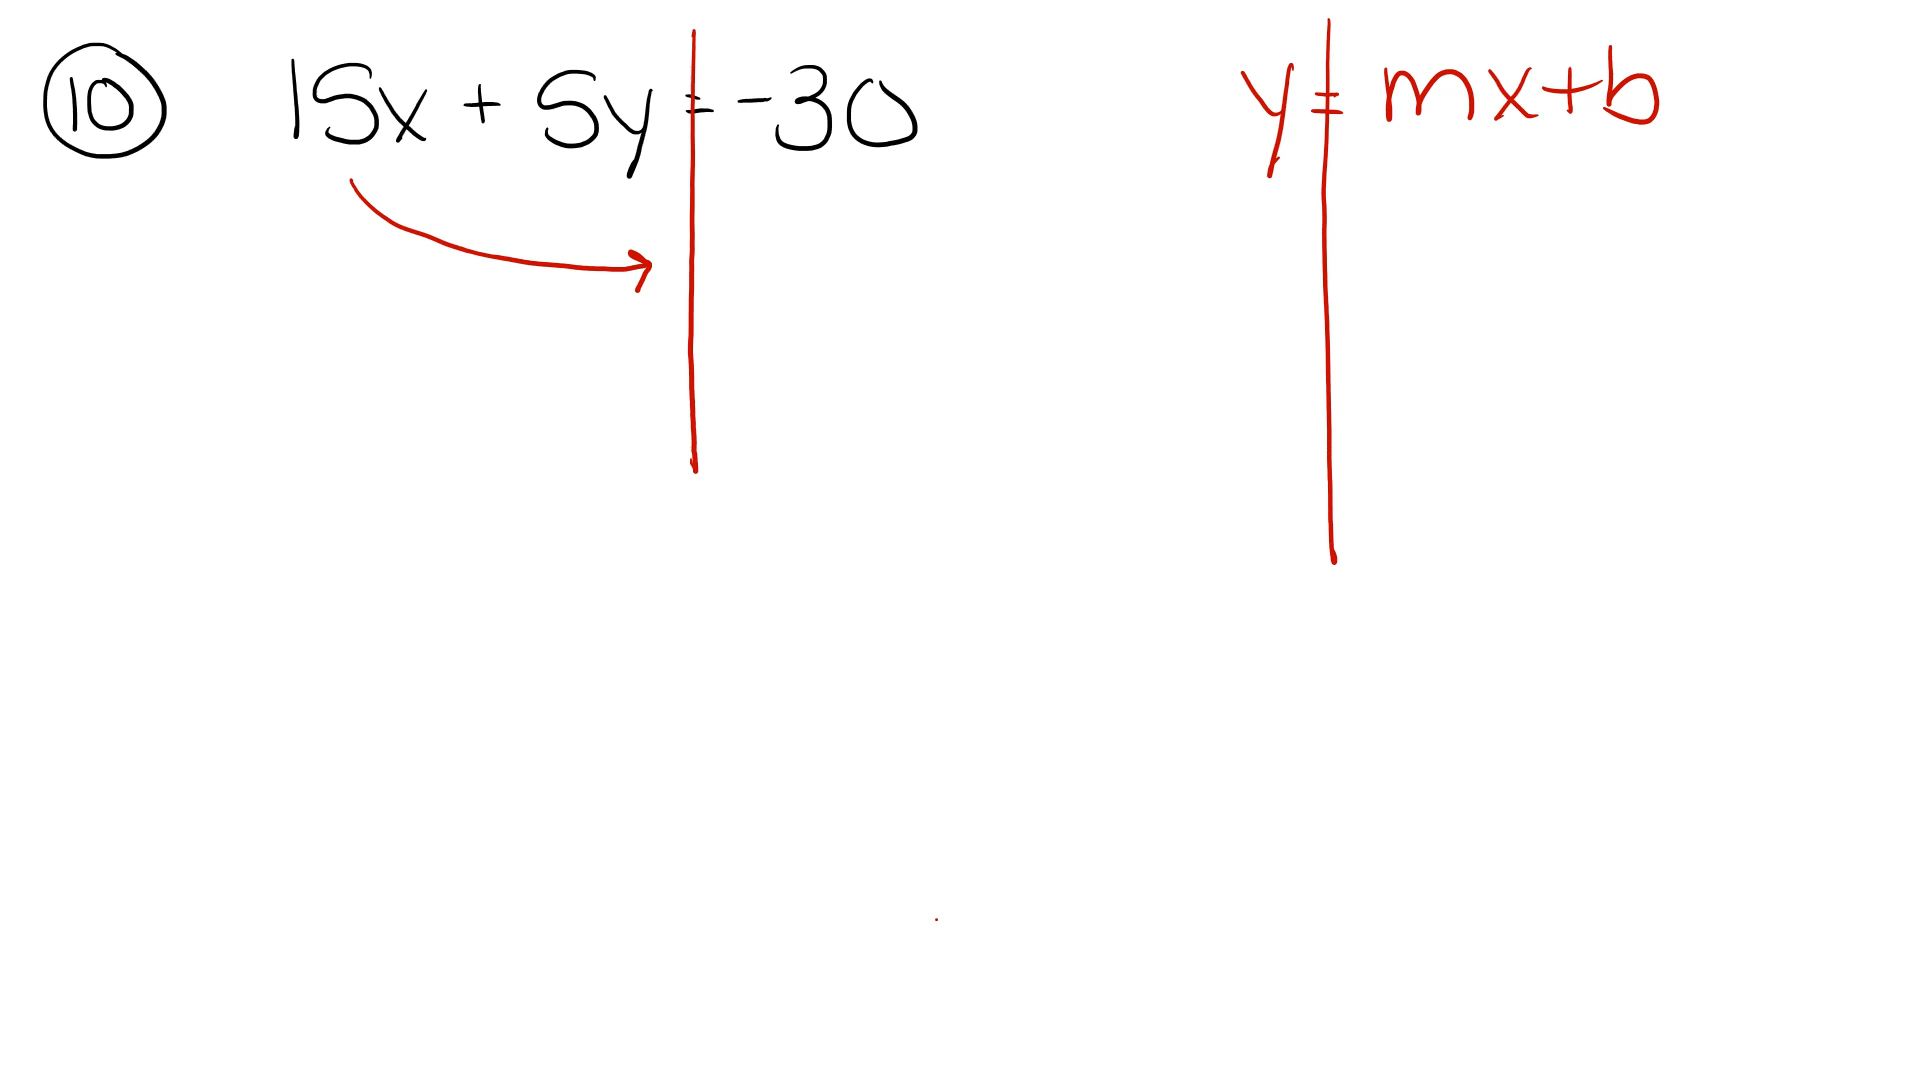 10 15x + 5y = -30 y = mx + b